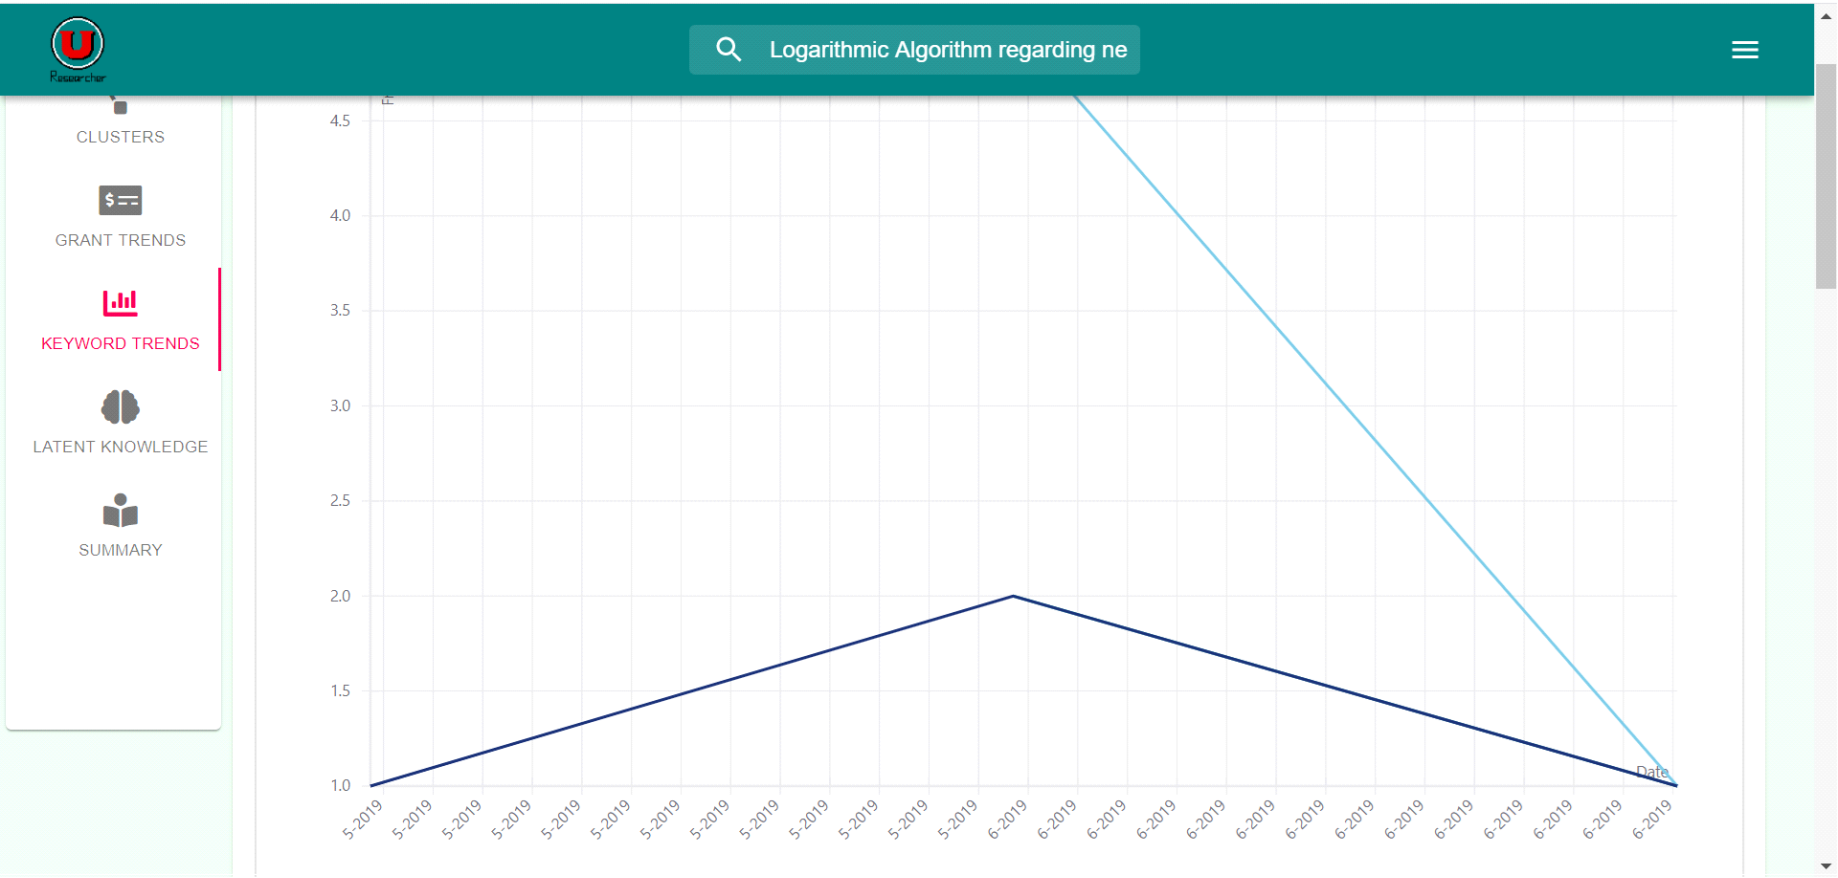 U
Researcher
Logarithmic Algorithm regarding ne
CLUSTERS
GRANT TRENDS
KEYWORD TRENDS
LATENT KNOWLEDGE
SUMMARY
4.5
4.0
3.5
3.0
2.5
2.0
1.5
1.0
Date
5-2019 5-2019 5-2019 5-2019 5-2019 5-2019 5-2019 5-2019 5-2019 5-2019 5-2019 5-2019 5-2019 6-2019 6-2019 6-2019 6-2019 6-2019 6-2019 6-2019 6-2019 6-2019 6-2019 6-2019 6-2019 6-2019 6-2019